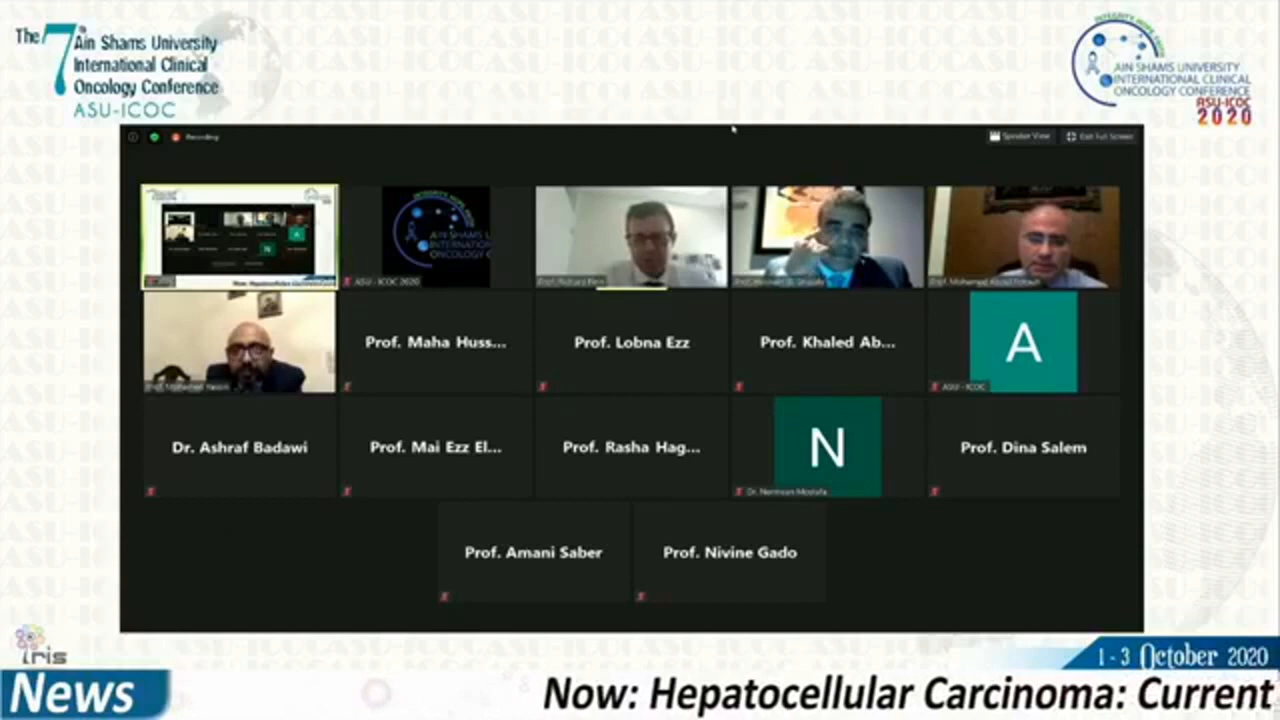 The 7
Ain Shams University
International Clinical
Oncology Conference
ASU-ICOC
INTEGRITY
AIN SHAMS UNIVERSITY
INTERNATIONAL CLINICAL
ONCOLOGY CONFERENCE
ASU-ICOC
2020
Recording
Speaker View
Exit Full Screen
ASU - ICOC 2020
Prof. Maha Huss...
Prof. Lobna Ezz
Prof. Khaled Ab...
A
ASU - ICOC
Dr. Ashraf Badawi
Prof. Mai Ezz El...
Prof. Rasha Hag...
N
Dr. Nermean Mostafa
Prof. Dina Salem
Prof. Amani Saber
Prof. Nivine Gado
iris
News
1 - 3 October 2020
Now: Hepatocellular Carcinoma: Current